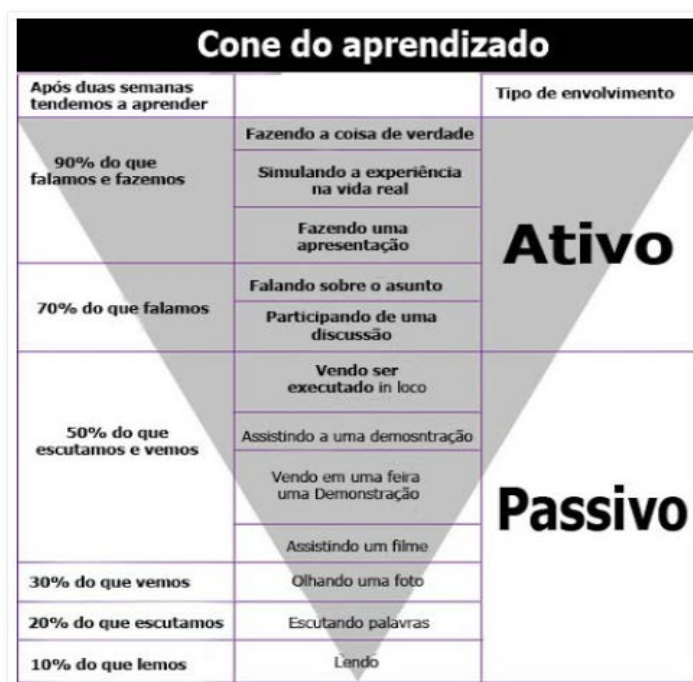 Cone do aprendizado
Após duas semanas
tendemos a aprender
Tipo de envolvimento
90% do que
falamos e fazemos
Fazendo a coisa de verdade
Simulando a experiência
na vida real
Fazendo uma
apresentação
Ativo
70% do que falamos
Falando sobre o asunto
Participando de uma
discussão
50% do que
escutamos e vemos
Vendo ser
executado in loco
Assistindo a uma demosntração
Vendo em uma feira
uma Demonstração
Assistindo um filme
Passivo
30% do que vemos
Olhando uma foto
20% do que escutamos
Escutando palavras
10% do que lemos
Lendo